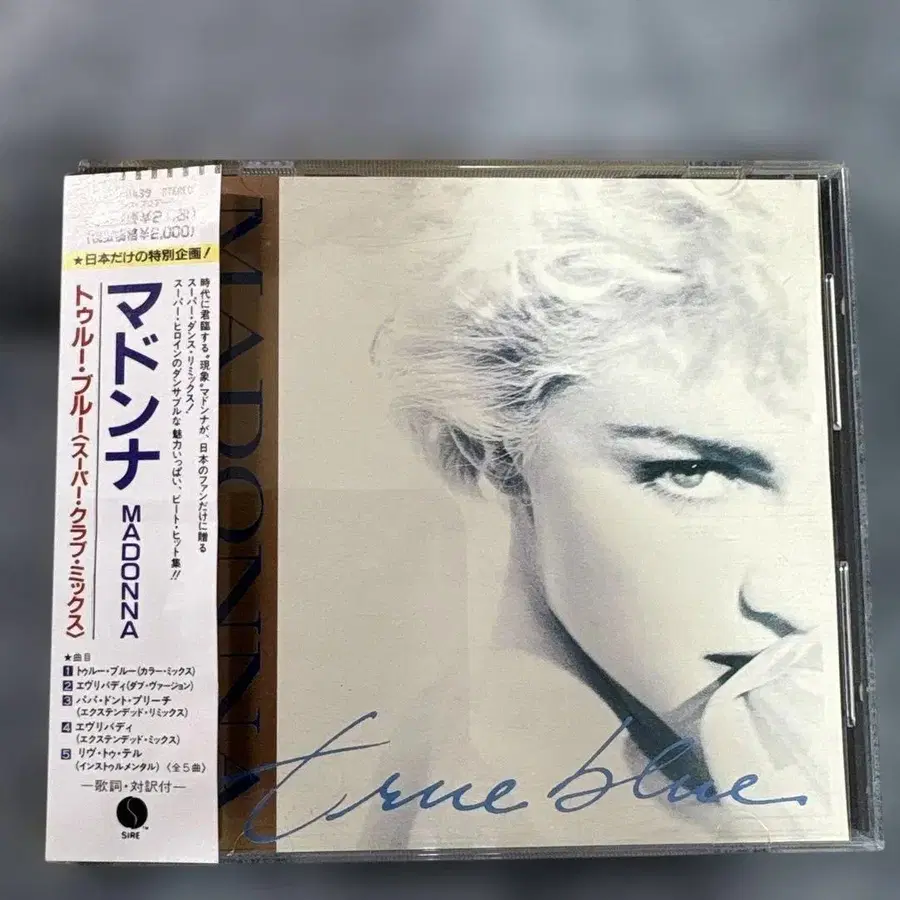 STEREO
★日本だけの特別企画!
マドンナ MADONNA
トゥルー・ブルー〈スーパー・クラブ・ミックス〉
時代に君臨する“現象”マドンナが、日本のファンだけに贈る
スーパー・ダンス・リミックス!
スーパー・ヒロインのダンサブルな魅力いっぱい、ビート・ヒット集!!
★曲目
1 トゥルー・ブルー(カラー・ミックス)
2 エヴリバディ(ダブ・ヴァージョン)
3 パパ・ドント・プリーチ
(エクステンデッド・リミックス)
4 エヴリバディ
(エクステンデッド・ミックス)
5 リヴ・トゥ・テル
(インストゥルメンタル)〈全5曲〉
—歌詞・対訳付—
S
SIRE™
MADONNA
true blue